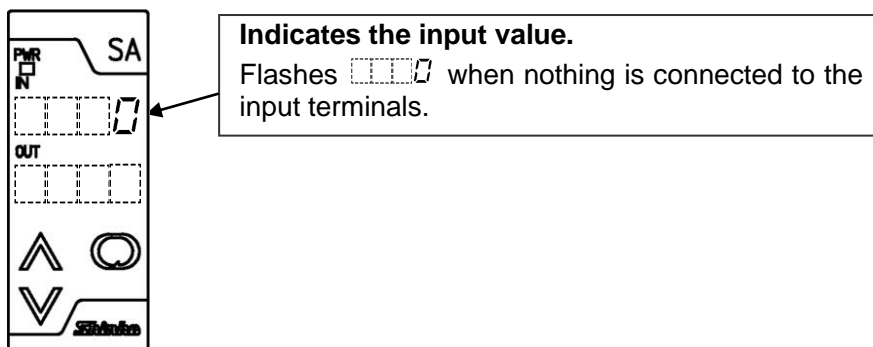 SA
PWR
IN
0
OUT
Indicates the input value.
Flashes 0 when nothing is connected to the
input terminals.